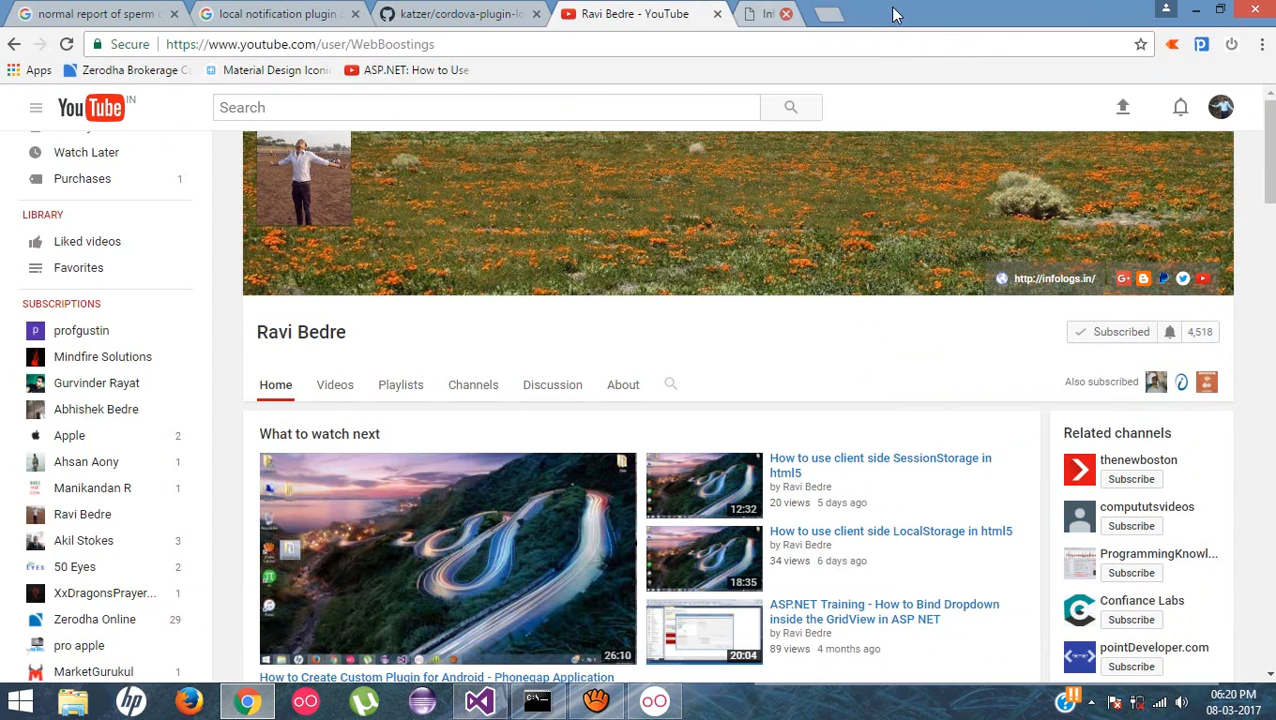 normal report of sperm c
local notification plugin
katzer/cordova-plugin-lo
Ravi Bedre - YouTube
Secure
https://www.youtube.com/user/WebBoostings
Apps
Zerodha Brokerage Ca
Material Design Iconic
ASP.NET: How to Use
YouTube IN
Search
Watch Later
Purchases 1
LIBRARY
Liked videos
Favorites
SUBSCRIPTIONS
profgustin
Mindfire Solutions
Gurvinder Rayat
Abhishek Bedre
Apple 2
Ahsan Aony 1
Manikandan R 1
Ravi Bedre
Akil Stokes 3
50 Eyes 2
XxDragonsPrayer... 1
Zerodha Online 29
pro apple
MarketGurukul
http://infologs.in/
Ravi Bedre
Subscribed 4,518
Home Videos Playlists Channels Discussion About
Also subscribed
What to watch next
26:10
How to Create Custom Plugin for Android - Phonegap Application
12:32
How to use client side SessionStorage in
html5
by Ravi Bedre
20 views 5 days ago
18:35
How to use client side LocalStorage in html5
by Ravi Bedre
34 views 6 days ago
20:04
ASP.NET Training - How to Bind Dropdown
inside the GridView in ASP NET
by Ravi Bedre
89 views 4 months ago
Related channels
thenewboston
Subscribe
compututsvideos
Subscribe
ProgrammingKnowl...
Subscribe
Confiance Labs
Subscribe
pointDeveloper.com
Subscribe
06:20 PM
08-03-2017